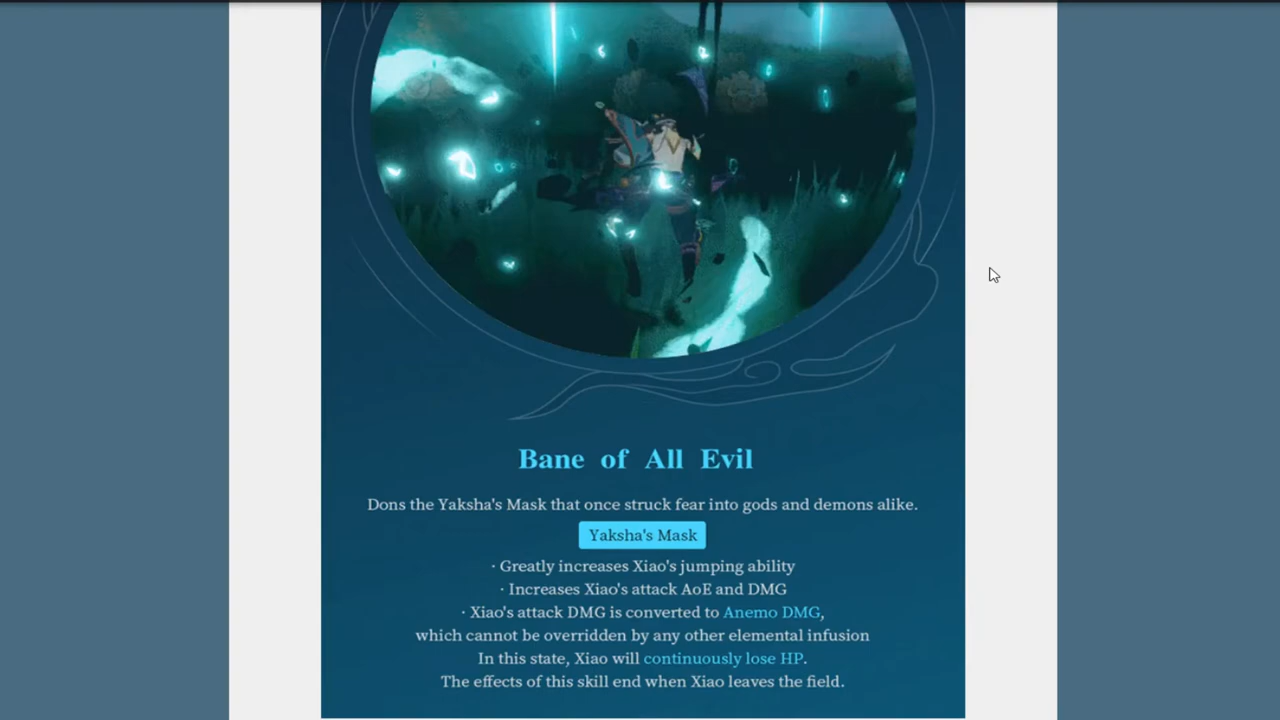 Bane of All Evil
Dons the Yaksha's Mask that once struck fear into gods and demons alike.
Yaksha's Mask
· Greatly increases Xiao's jumping ability
· Increases Xiao's attack AoE and DMG
· Xiao's attack DMG is converted to Anemo DMG,
which cannot be overridden by any other elemental infusion
In this state, Xiao will continuously lose HP.
The effects of this skill end when Xiao leaves the field.